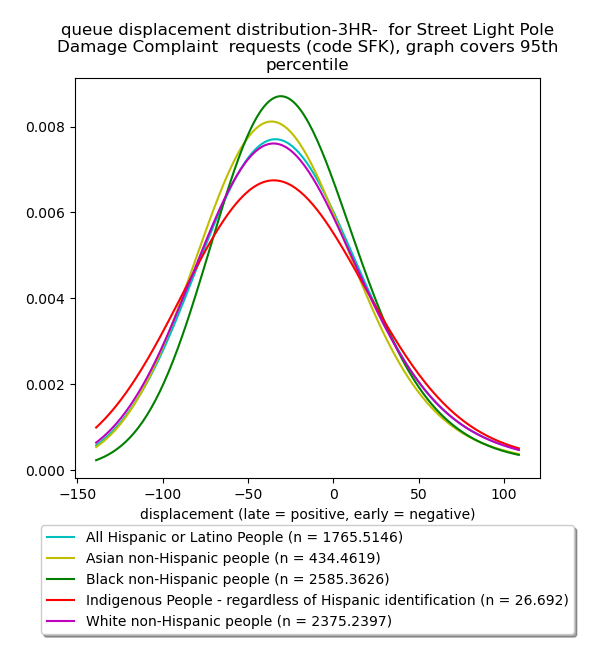 queue displacement distribution-3HR-  for Street Light Pole
Damage Complaint  requests (code SFK), graph covers 95th
percentile
0.008
0.006
0.004
0.002
0.000
−150 −100 −50 0 50 100
displacement (late = positive, early = negative)
All Hispanic or Latino People (n = 1765.5146)
Asian non-Hispanic people (n = 434.4619)
Black non-Hispanic people (n = 2585.3626)
Indigenous People - regardless of Hispanic identification (n = 26.692)
White non-Hispanic people (n = 2375.2397)